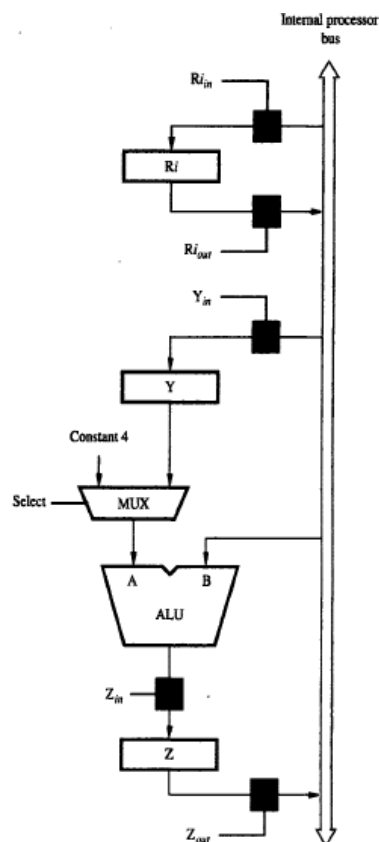 Internal processor
bus
Ri_in
Ri
Ri_out
Y_in
Y
Constant 4
Select
MUX
A B
ALU
Z_in
Z
Z_out